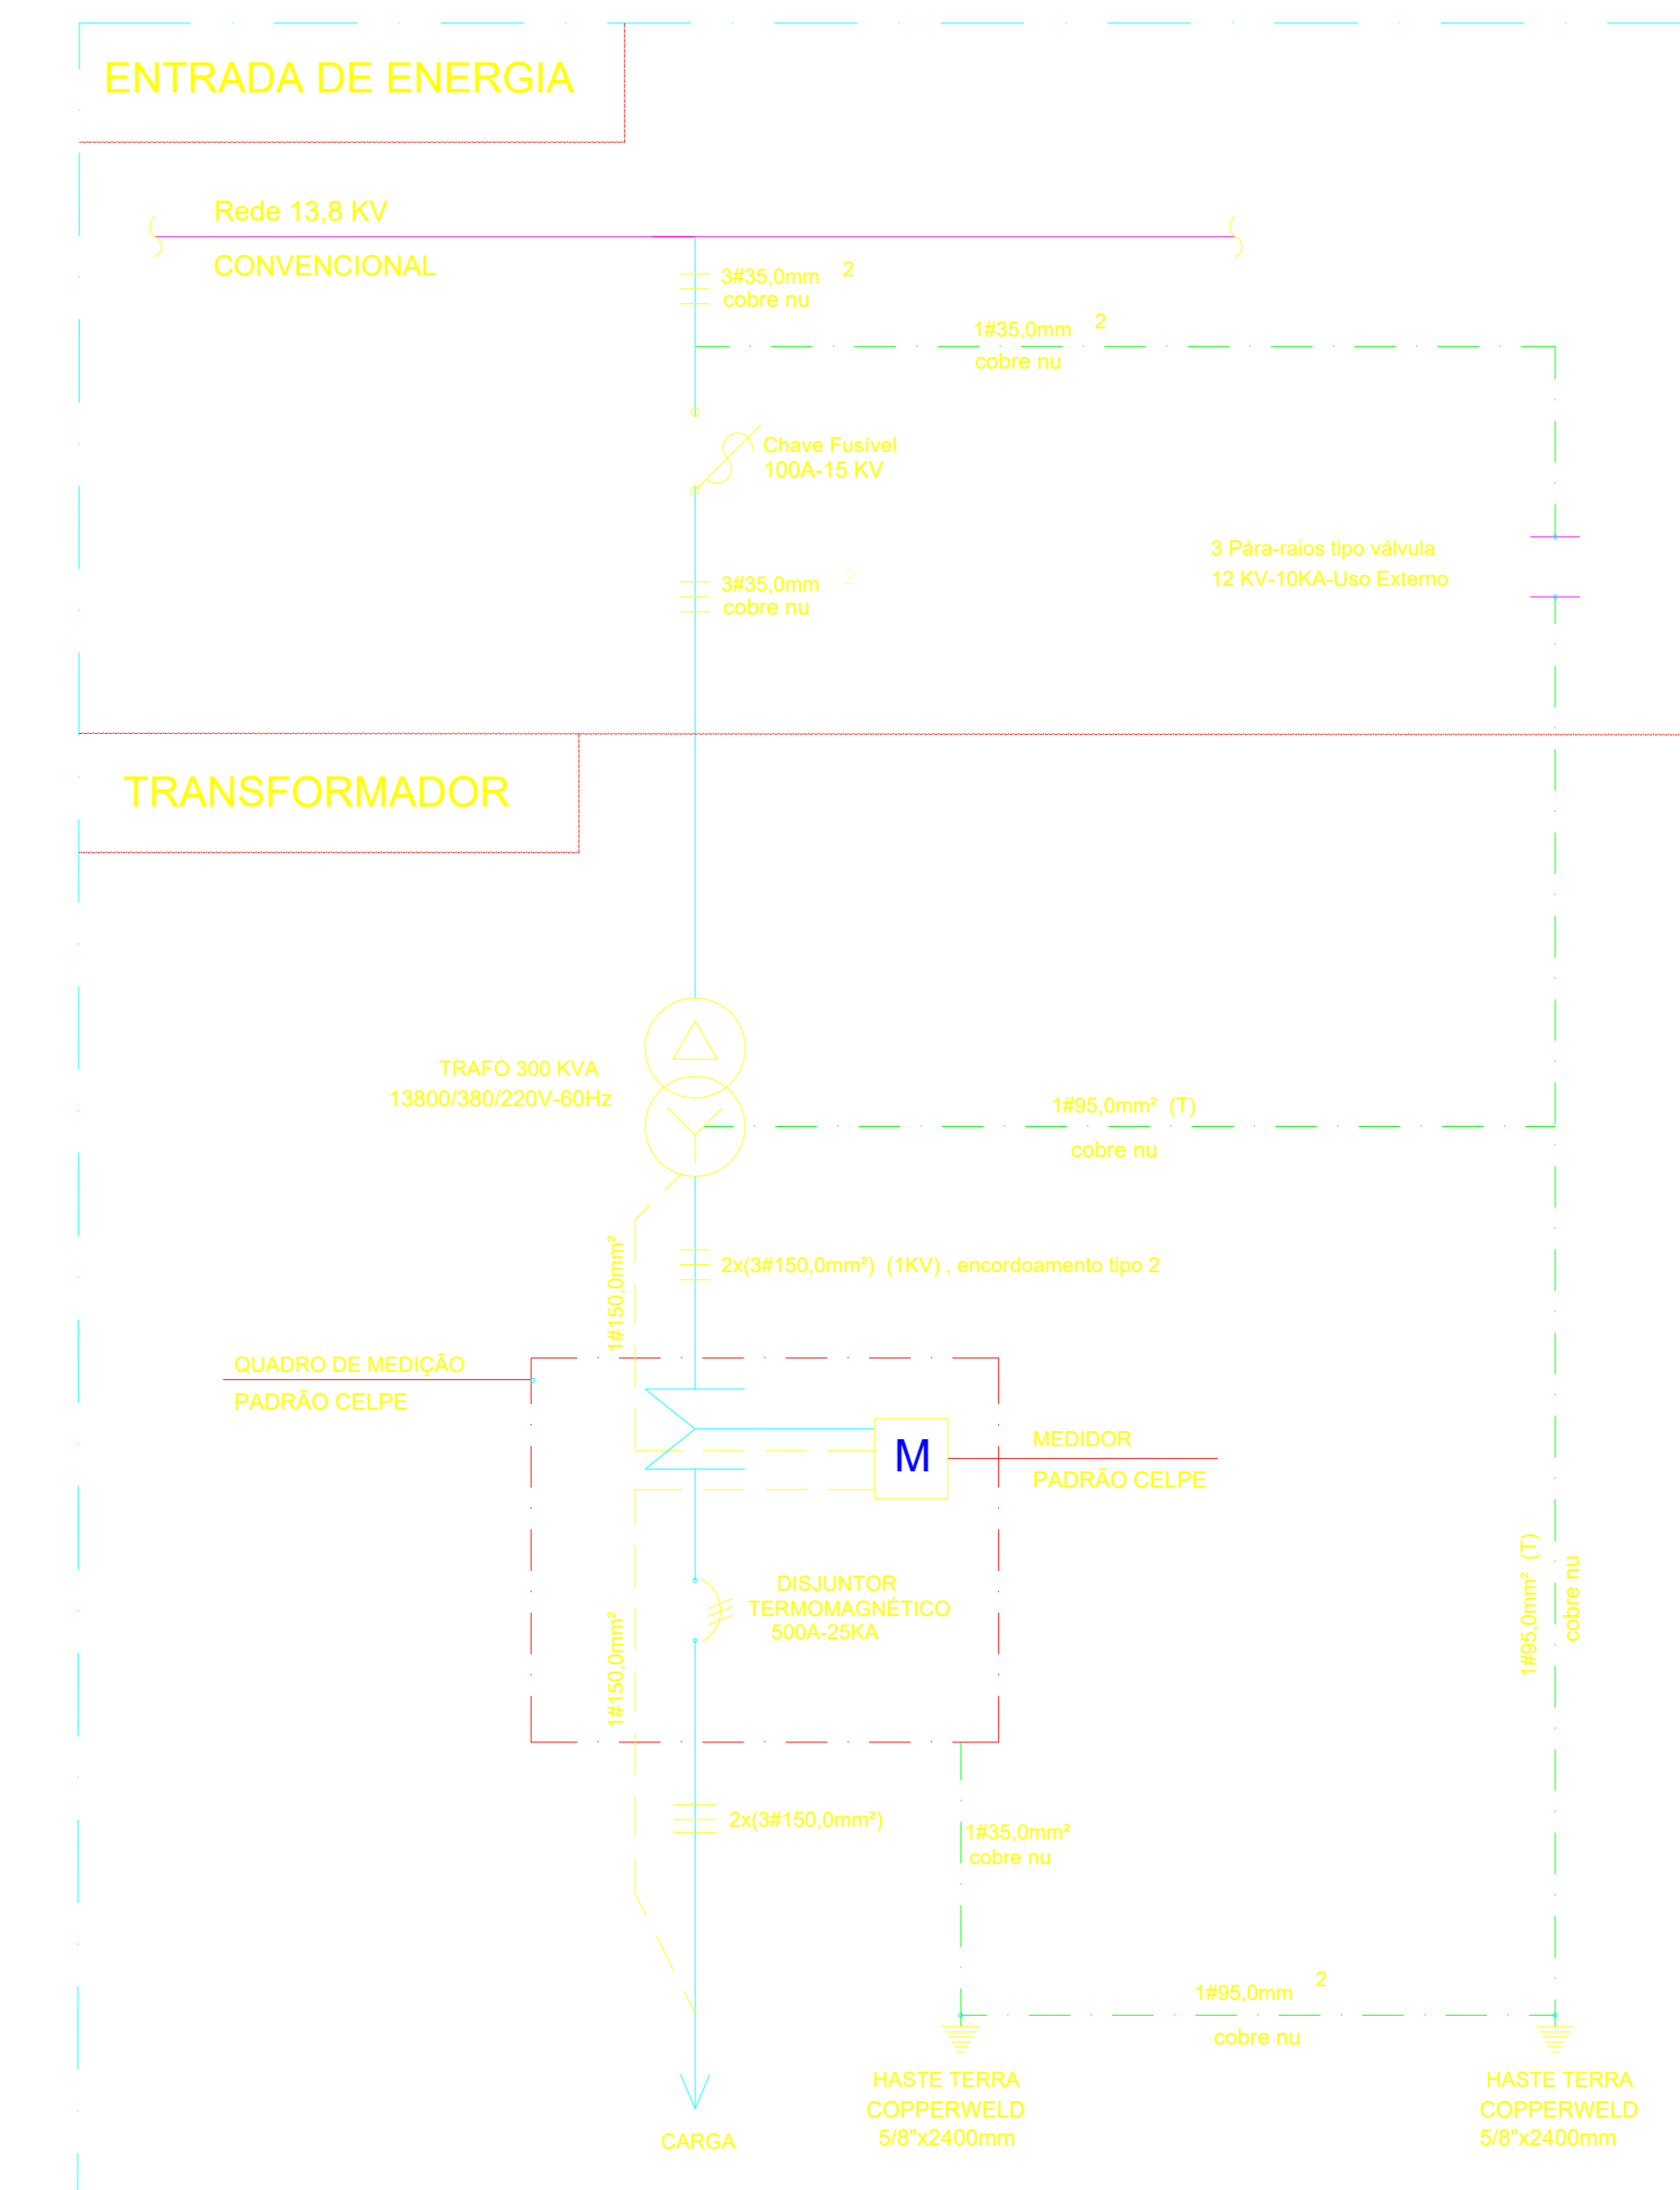 ENTRADA DE ENERGIA
Rede 13,8 KV
CONVENCIONAL
3#35,0mm 2
cobre nu
1#35,0mm 2
cobre nu
Chave Fusível
100A-15 KV
3 Pára-raios tipo válvula
12 KV-10KA-Uso Externo
3#35,0mm 2
cobre nu
TRANSFORMADOR
TRAFO 300 KVA
13800/380/220V-60Hz
1#95,0mm² (T)
cobre nu
1#150,0mm²
2x(3#150,0mm²) (1KV) , encordoamento tipo 2
QUADRO DE MEDIÇÃO
PADRÃO CELPE
M
MEDIDOR
PADRÃO CELPE
DISJUNTOR
TERMOMAGNÉTICO
500A-25KA
1#150,0mm²
1#95,0mm² (T)
cobre nu
2x(3#150,0mm²)
1#35,0mm²
cobre nu
1#95,0mm 2
cobre nu
HASTE TERRA
COPPERWELD
5/8"x2400mm
HASTE TERRA
COPPERWELD
5/8"x2400mm
CARGA